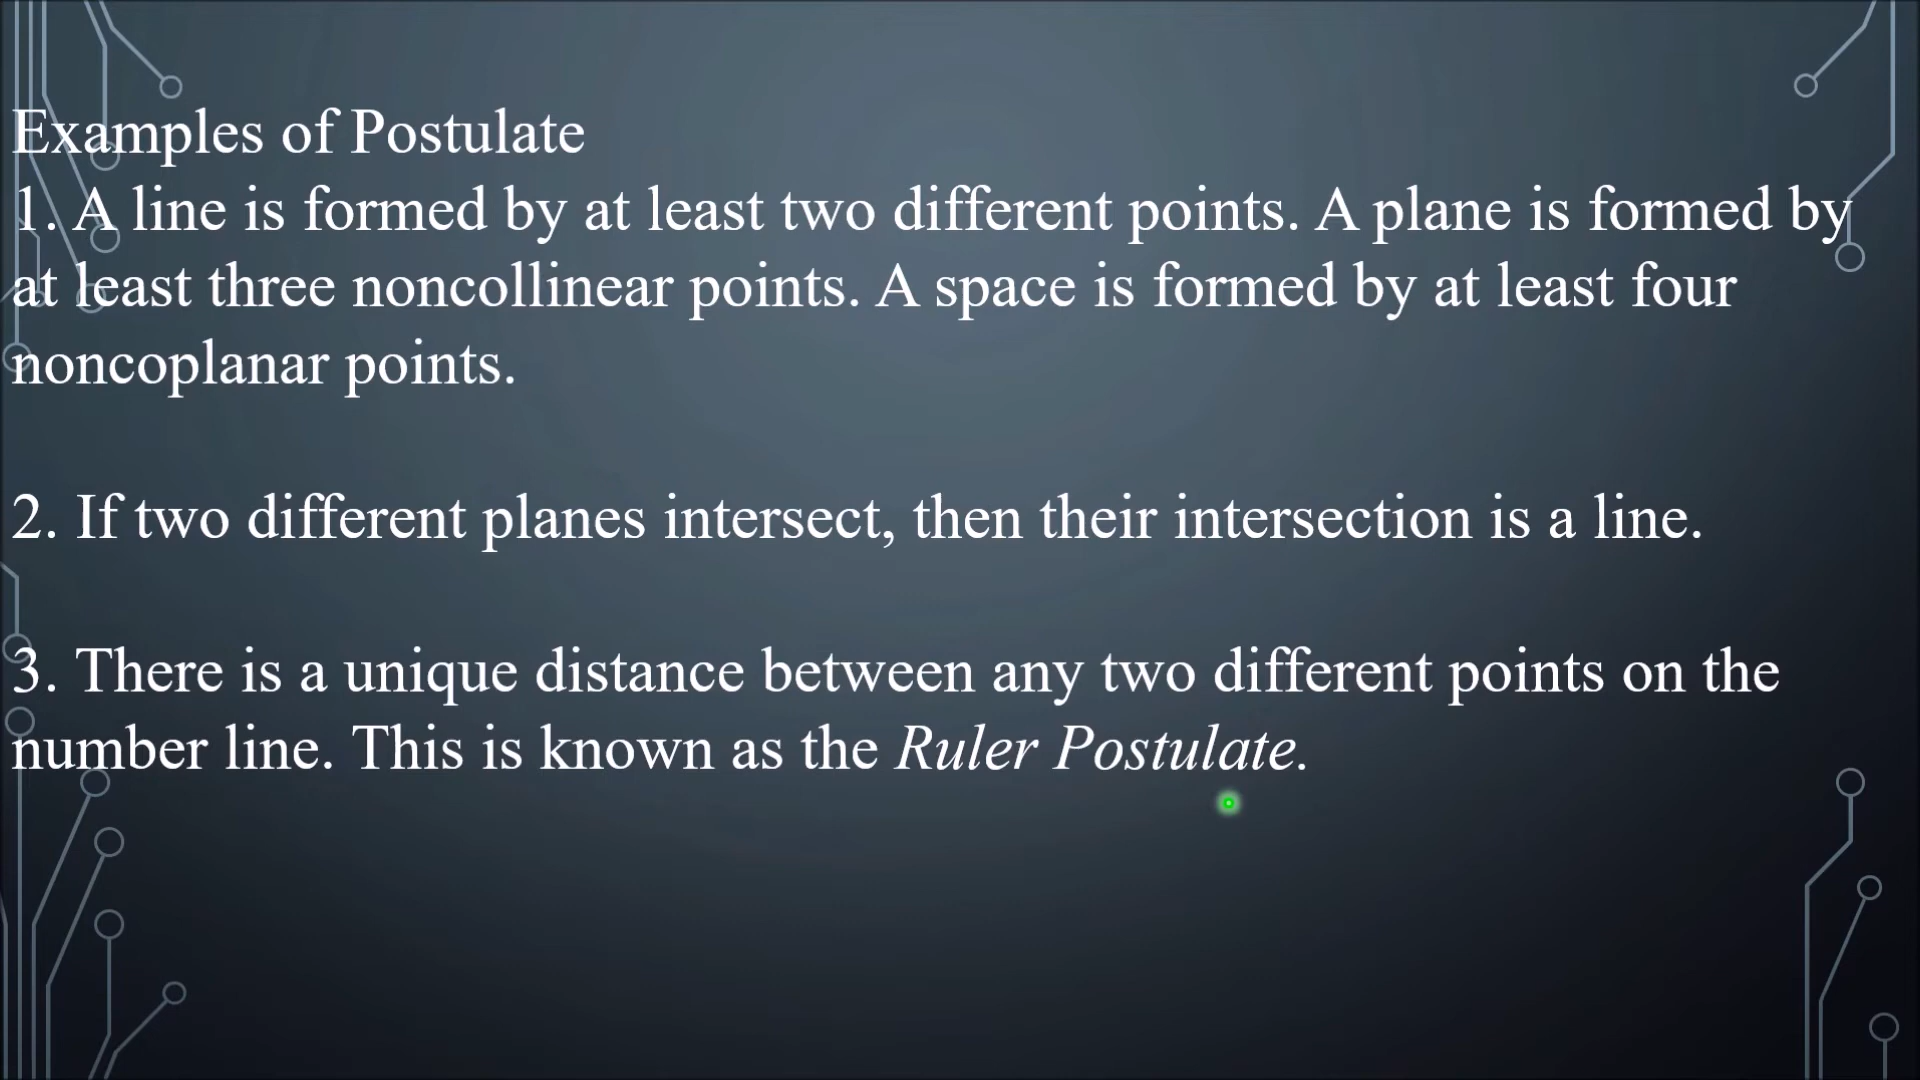 Examples of Postulate
1. A line is formed by at least two different points. A plane is formed by
at least three noncollinear points. A space is formed by at least four
noncoplanar points.
2. If two different planes intersect, then their intersection is a line.
3. There is a unique distance between any two different points on the
number line. This is known as the Ruler Postulate.